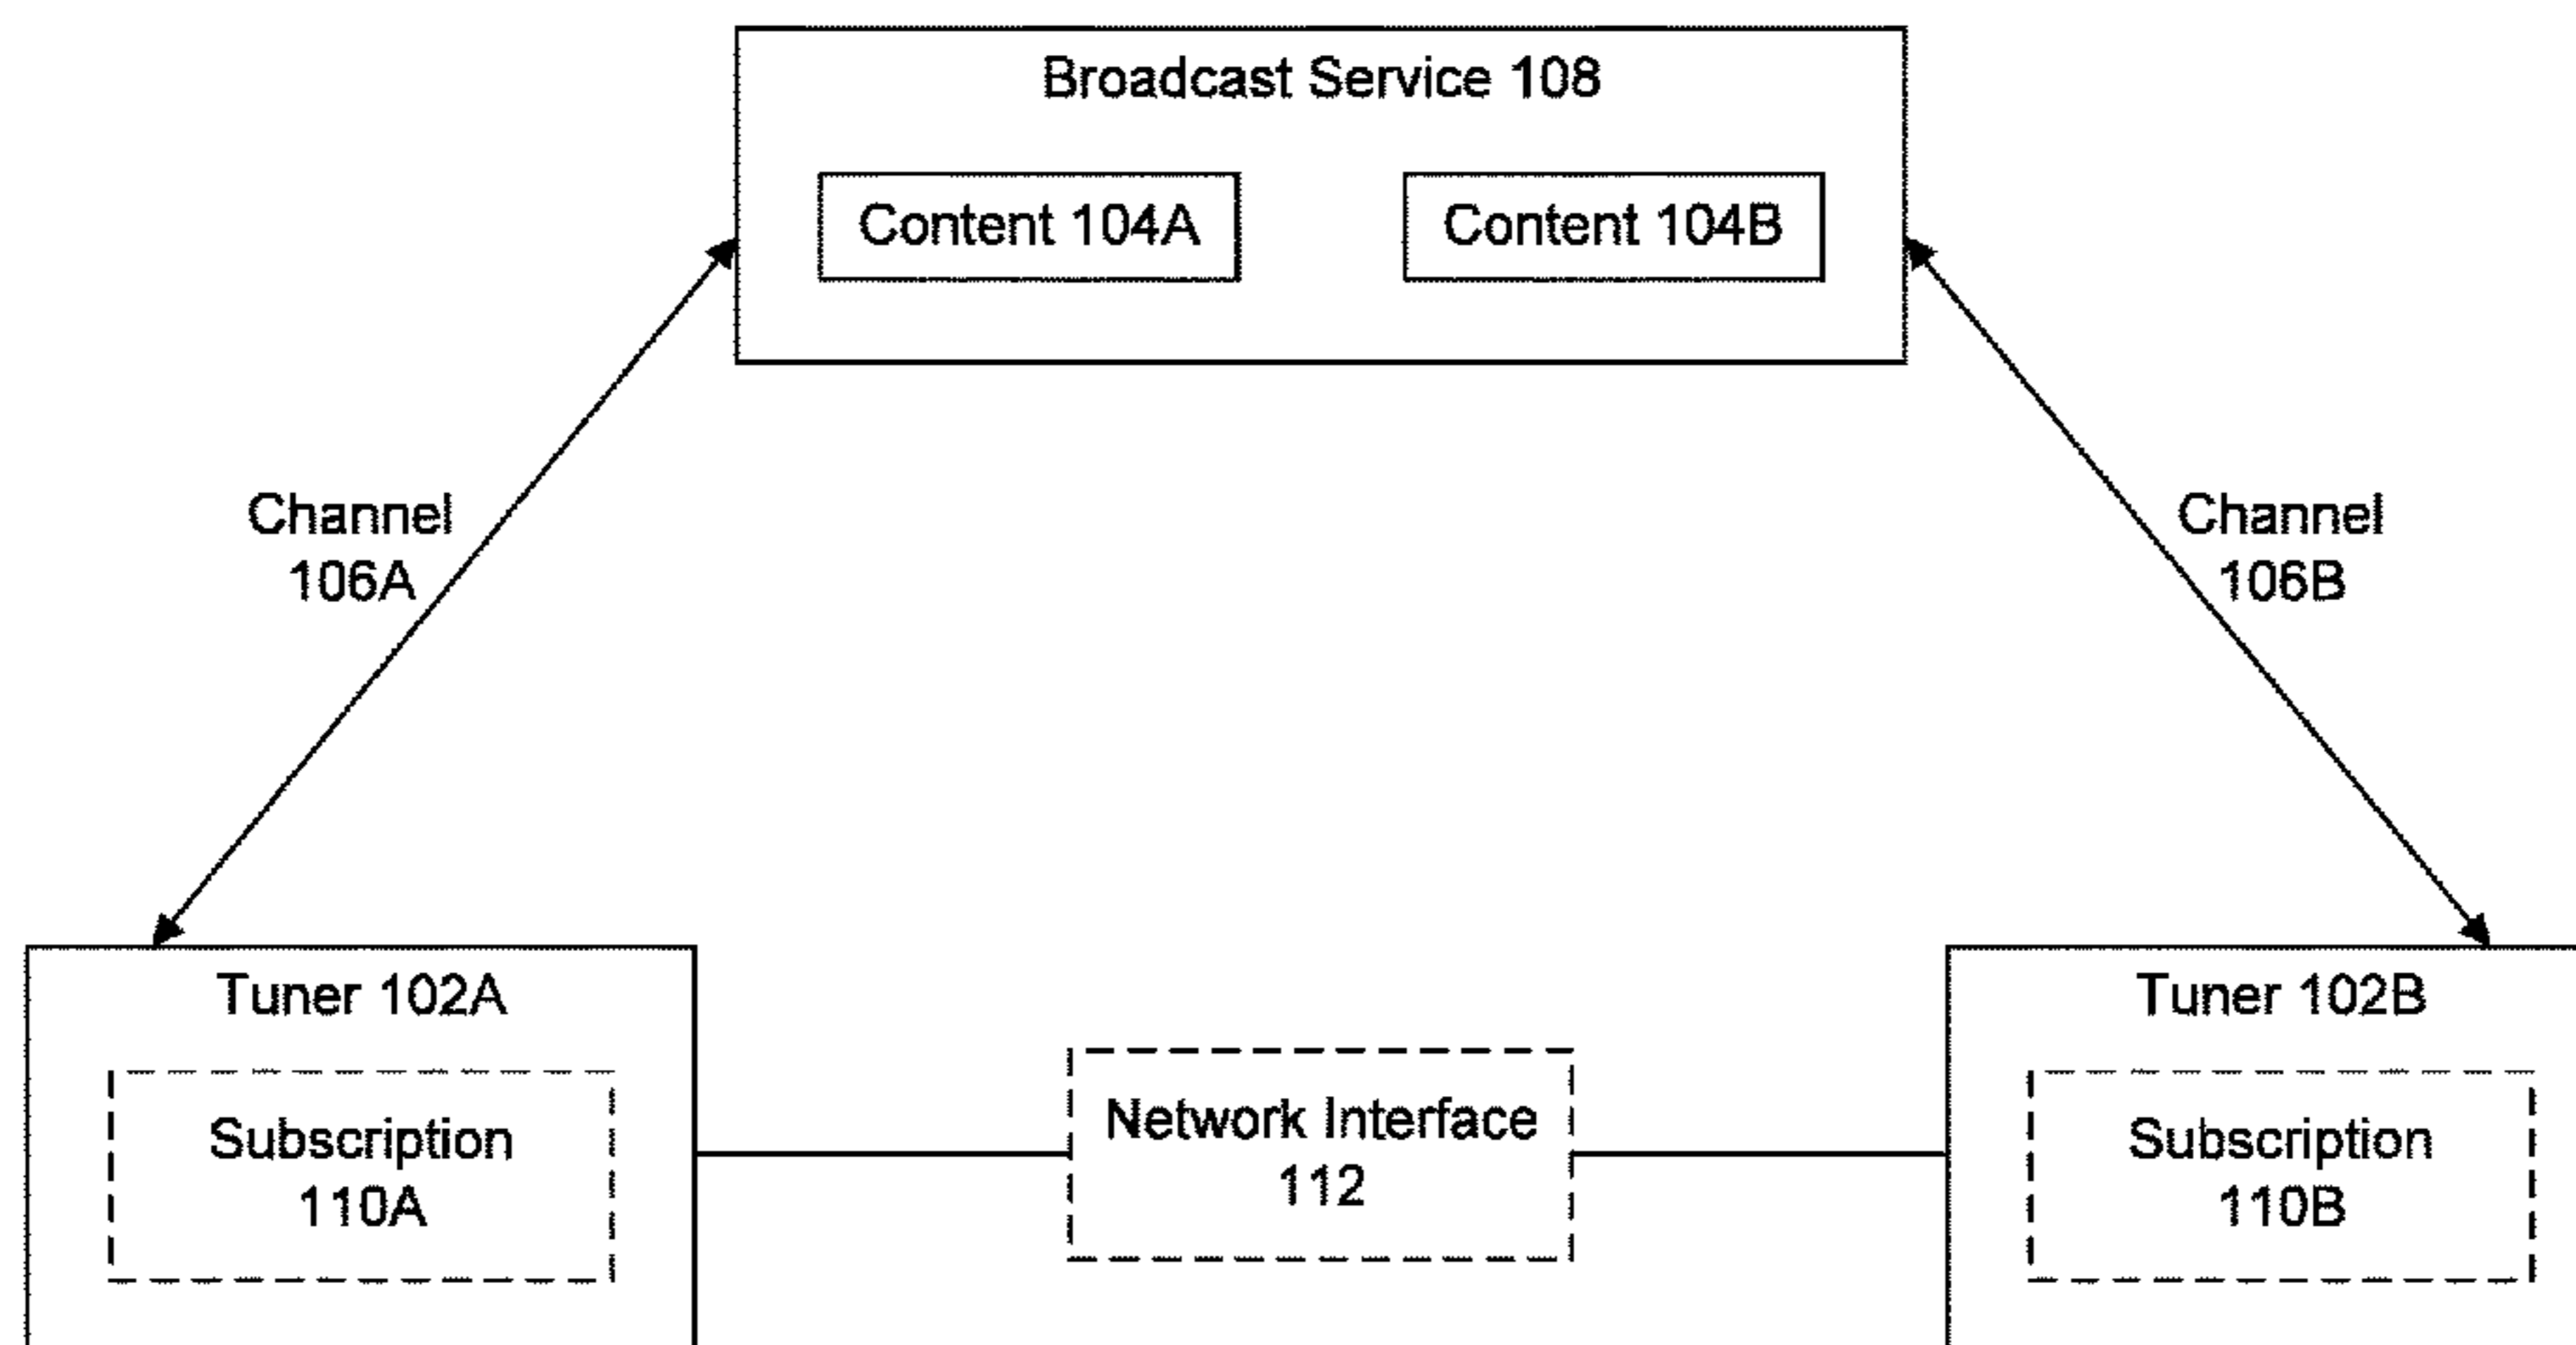 Broadcast Service 108
Content 104A
Content 104B
Channel
106A
Channel
106B
Tuner 102A
Subscription
110A
Network Interface
112
Tuner 102B
Subscription
110B